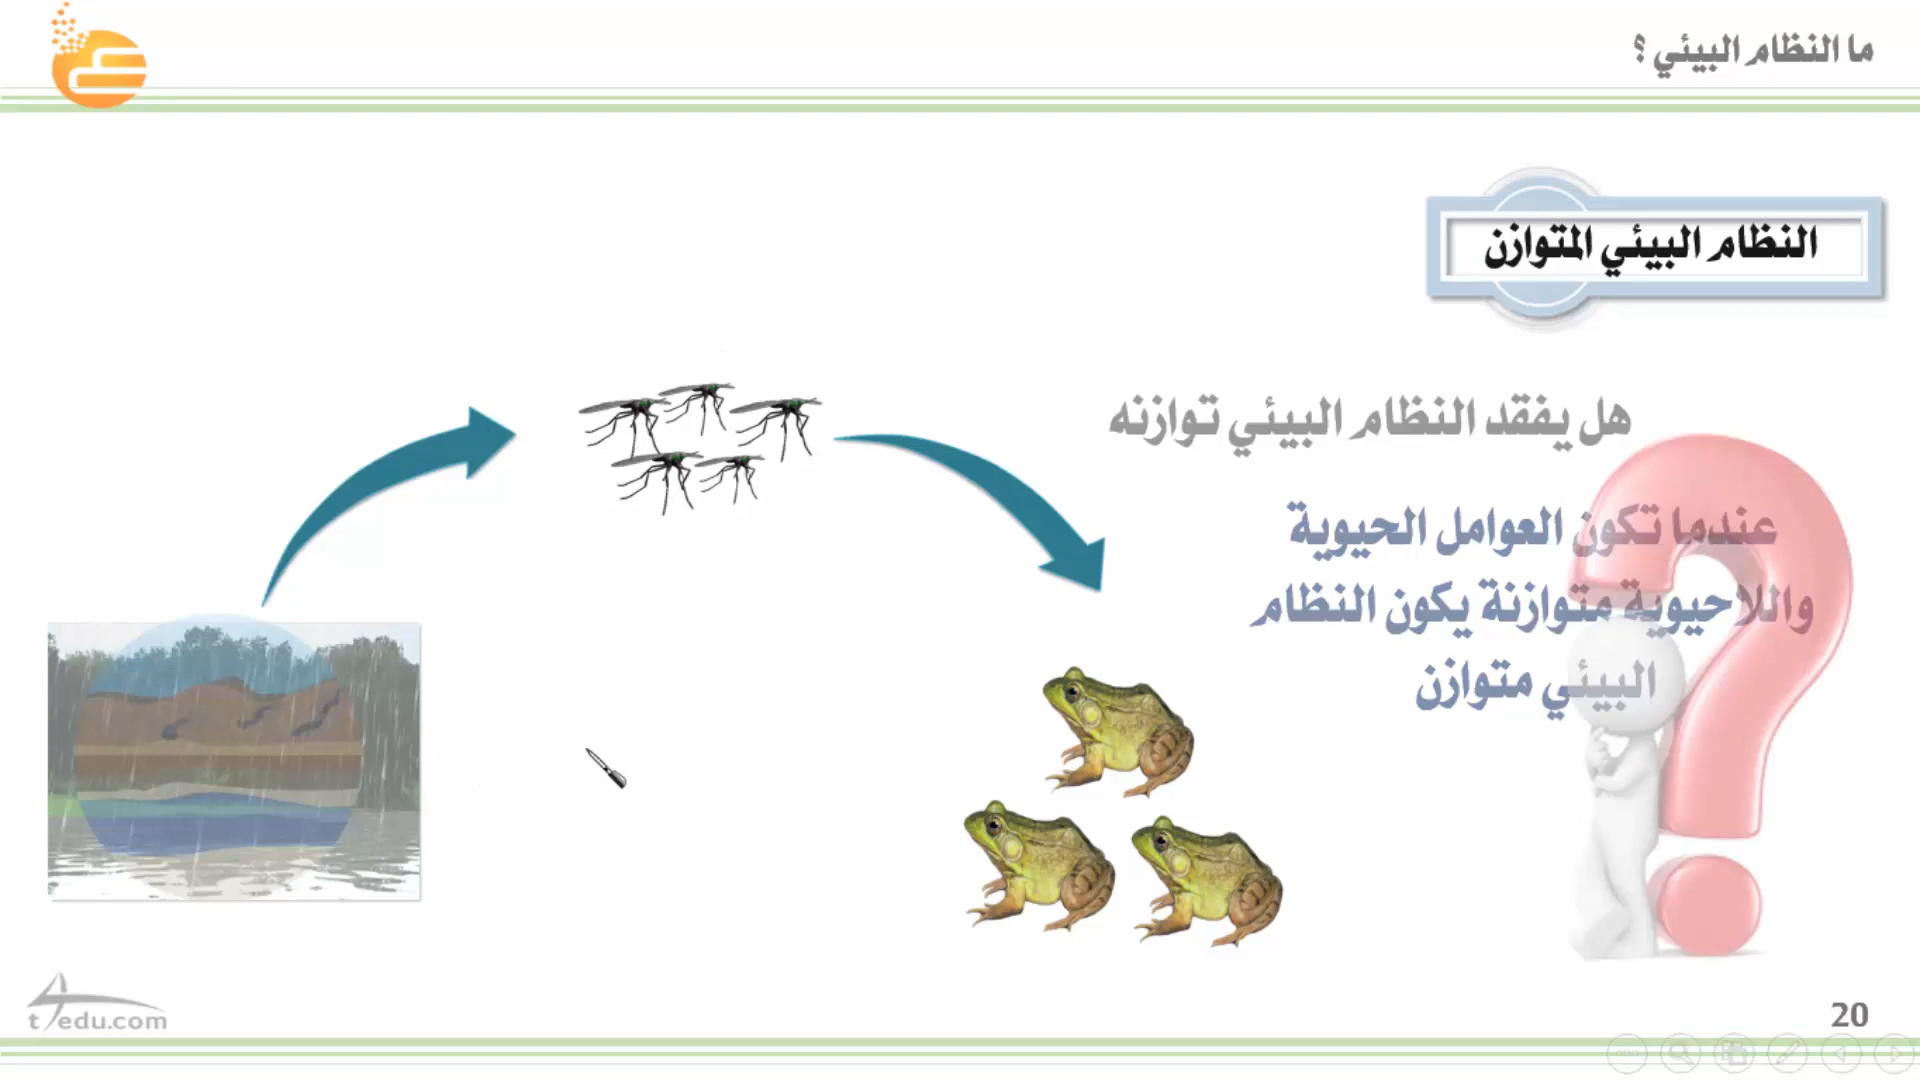 ما النظام البيئي ؟
النظام البيئي المتوازن
هل يفقد النظام البيئي توازنه
عندما تكون العوامل الحيوية
واللاحيوية متوازنة يكون النظام
البيئي متوازن
t4edu.com
20